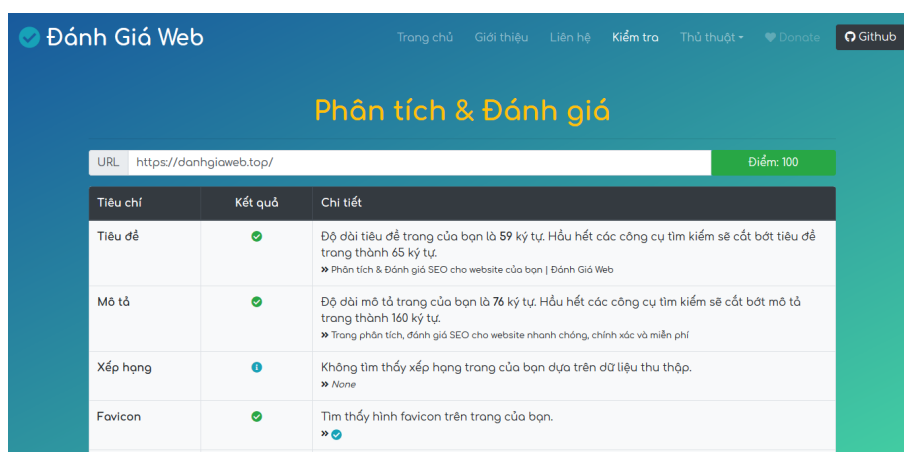 Đánh Giá Web
Trang chủ Giới thiệu Liên hệ Kiểm tra Thủ thuật Donate Github
Phân tích & Đánh giá
URL https://danhgiaweb.top/ Điểm: 100
Tiêu chí Kết quả Chi tiết
Tiêu đề Độ dài tiêu đề trang của bạn là 59 ký tự. Hầu hết các công cụ tìm kiếm sẽ cắt bớt tiêu đề
trang thành 65 ký tự.
» Phân tích & Đánh giá SEO cho website của bạn | Đánh Giá Web
Mô tả Độ dài mô tả trang của bạn là 76 ký tự. Hầu hết các công cụ tìm kiếm sẽ cắt bớt mô tả
trang thành 160 ký tự.
» Trang phân tích, đánh giá SEO cho website nhanh chóng, chính xác và miễn phí
Xếp hạng Không tìm thấy xếp hạng trang của bạn dựa trên dữ liệu thu thập.
» None
Favicon Tìm thấy hình favicon trên trang của bạn.
»